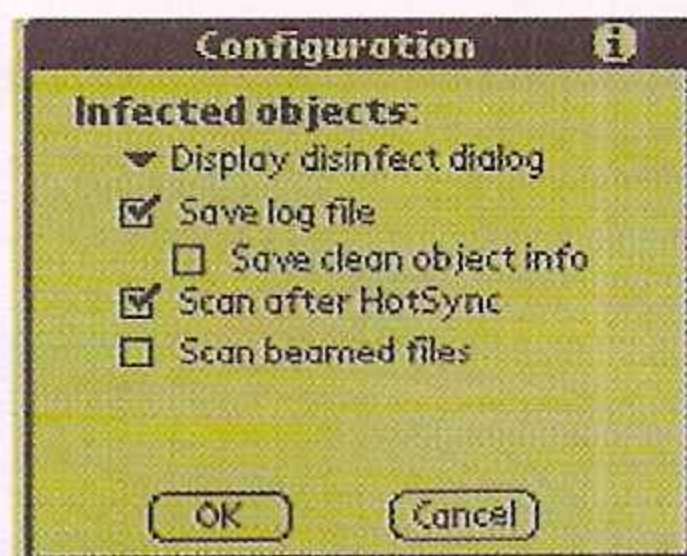 Configuration i
Infected objects:
Display disinfect dialog
Save log file
Save clean object info
Scan after HotSync
Scan beamed files
OK Cancel